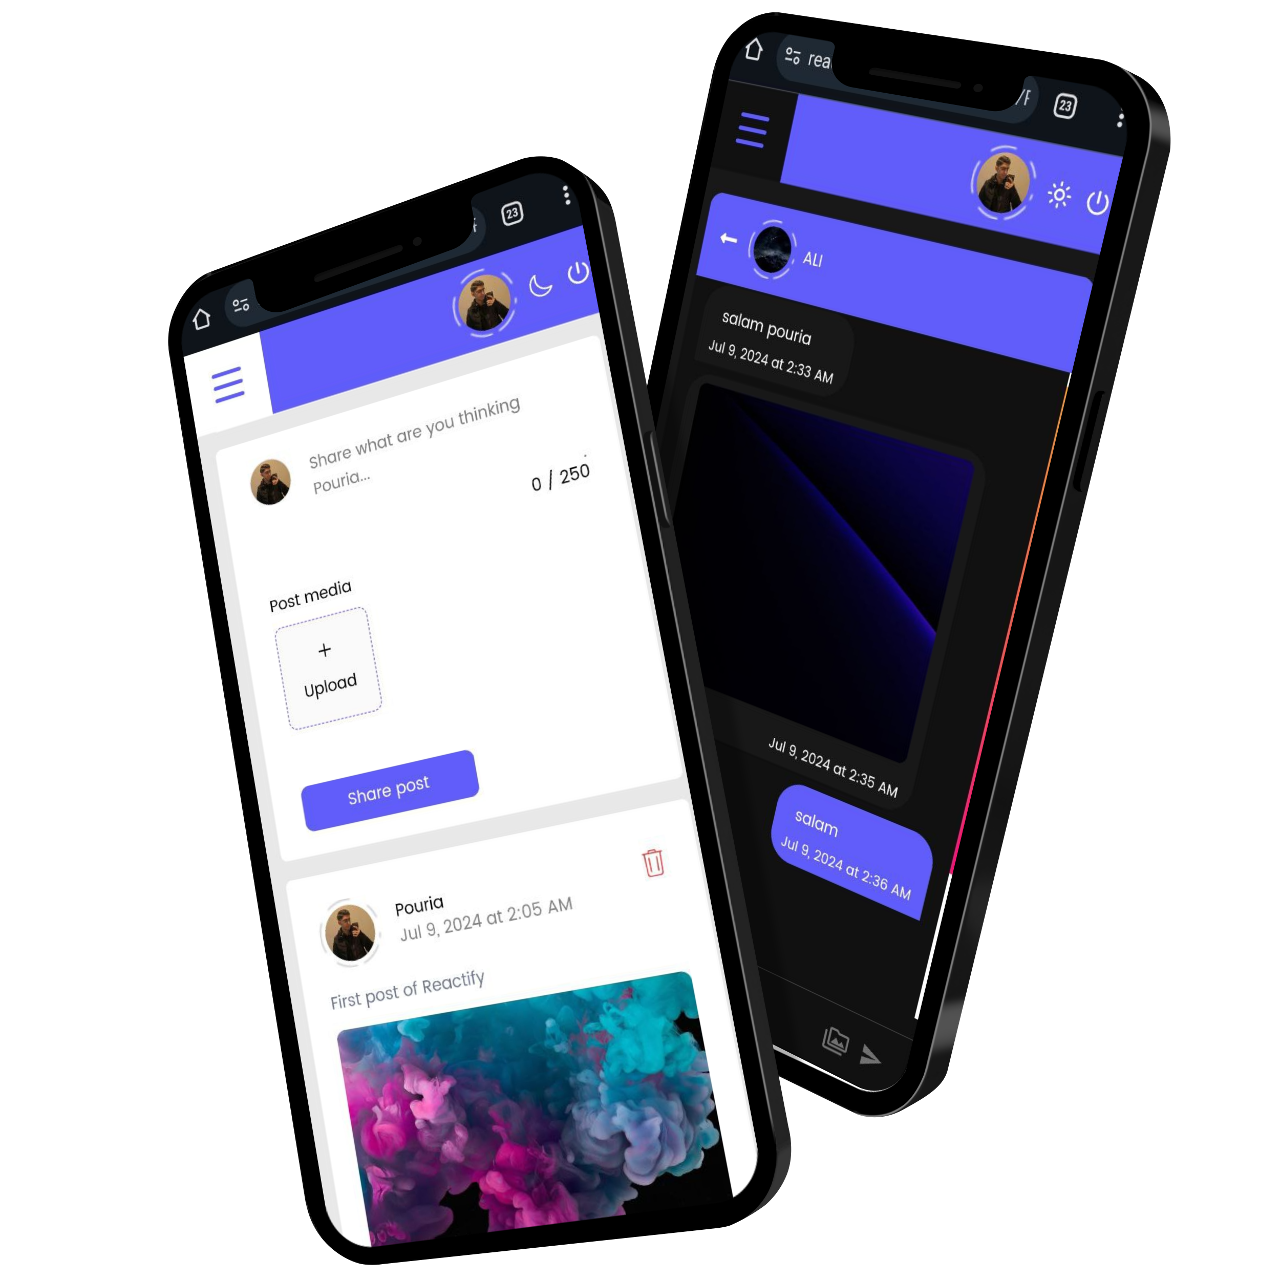 23
Share what are you thinking
Pouria...
0 / 250
Post media
+
Upload
Share post
Pouria
Jul 9, 2024 at 2:05 AM
First post of Reactify
23
ALI
salam pouria
Jul 9, 2024 at 2:33 AM
Jul 9, 2024 at 2:35 AM
salam
Jul 9, 2024 at 2:36 AM